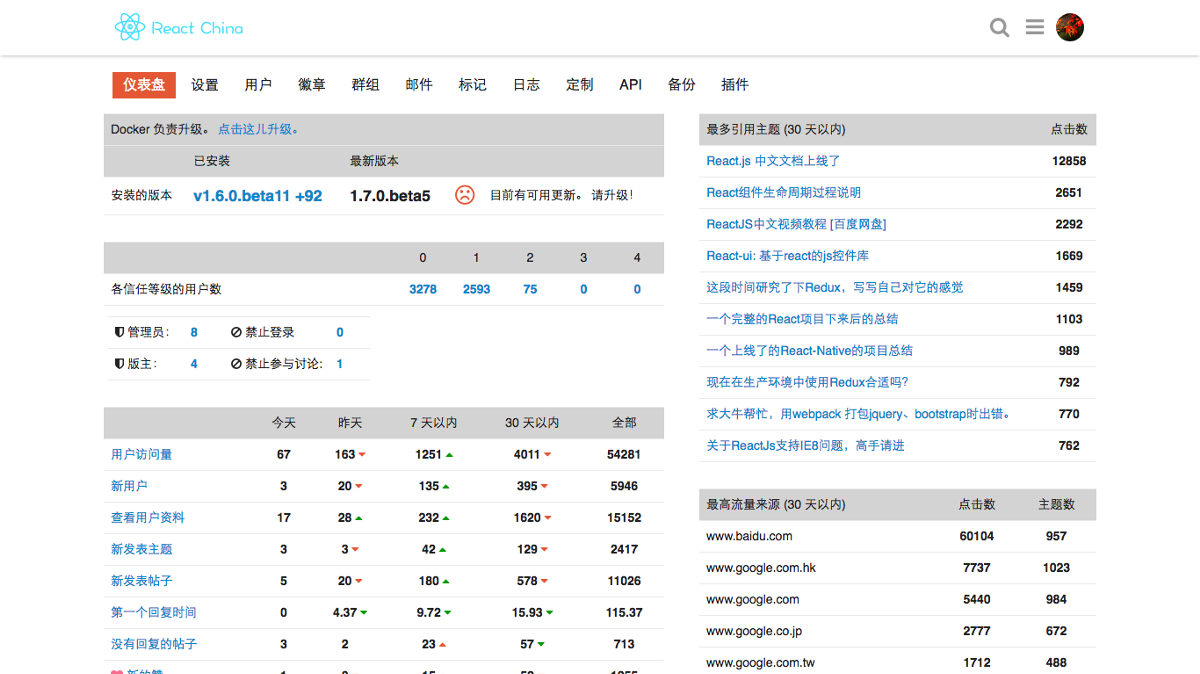 React China
仪表盘 设置 用户 徽章 群组 邮件 标记 日志 定制 API 备份 插件
Docker 负责升级。 点击这儿升级。
已安装 最新版本
安装的版本 v1.6.0.beta11 +92 1.7.0.beta5 目前有可用更新。 请升级!
0 1 2 3 4
各信任等级的用户数 3278 2593 75 0 0
管理员: 8 禁止登录 0
版主: 4 禁止参与讨论: 1
今天 昨天 7 天以内 30 天以内 全部
用户访问量 67 163 1251 4011 54281
新用户 3 20 135 395 5946
查看用户资料 17 28 232 1620 15152
新发表主题 3 3 42 129 2417
新发表帖子 5 20 180 578 11026
第一个回复时间 0 4.37 9.72 15.93 115.37
没有回复的帖子 3 2 23 57 713
最多引用主题 (30 天以内) 点击数
React.js 中文文档上线了 12858
React组件生命周期过程说明 2651
ReactJS中文视频教程 [百度网盘] 2292
React-ui: 基于react的js控件库 1669
这段时间研究了下Redux，写写自己对它的感觉 1459
一个完整的React项目下来后的总结 1103
一个上线了的React-Native的项目总结 989
现在在生产环境中使用Redux合适吗? 792
求大牛帮忙，用webpack 打包jquery、bootstrap时出错。 770
关于ReactJs支持IE8问题，高手请进 762
最高流量来源 (30 天以内) 点击数 主题数
www.baidu.com 60104 957
www.google.com.hk 7737 1023
www.google.com 5440 984
www.google.co.jp 2777 672
www.google.com.tw 1712 488